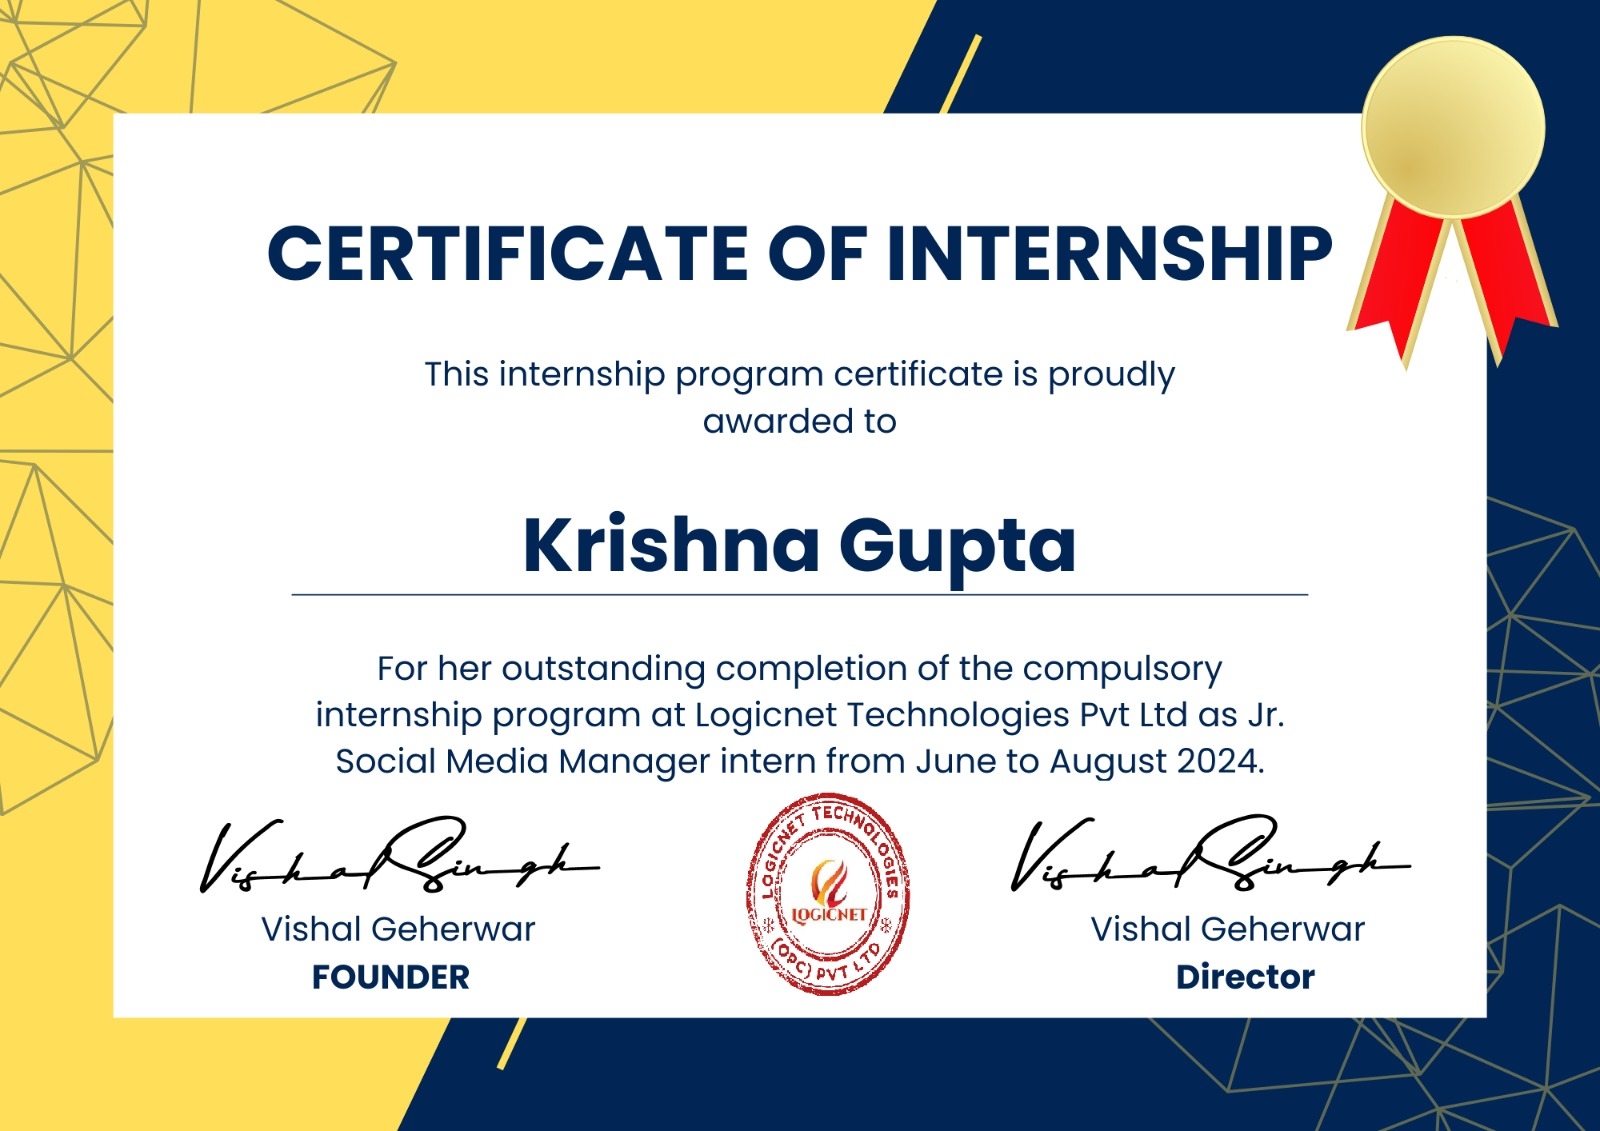 CERTIFICATE OF INTERNSHIP
This internship program certificate is proudly
awarded to
Krishna Gupta
For her outstanding completion of the compulsory
internship program at Logicnet Technologies Pvt Ltd as Jr.
Social Media Manager intern from June to August 2024.
Vishal Singh
Vishal Geherwar
FOUNDER
LOGICNET TECHNOLOGIES
LOGICNET
(OPC) PVT LTD
Vishal Singh
Vishal Geherwar
Director